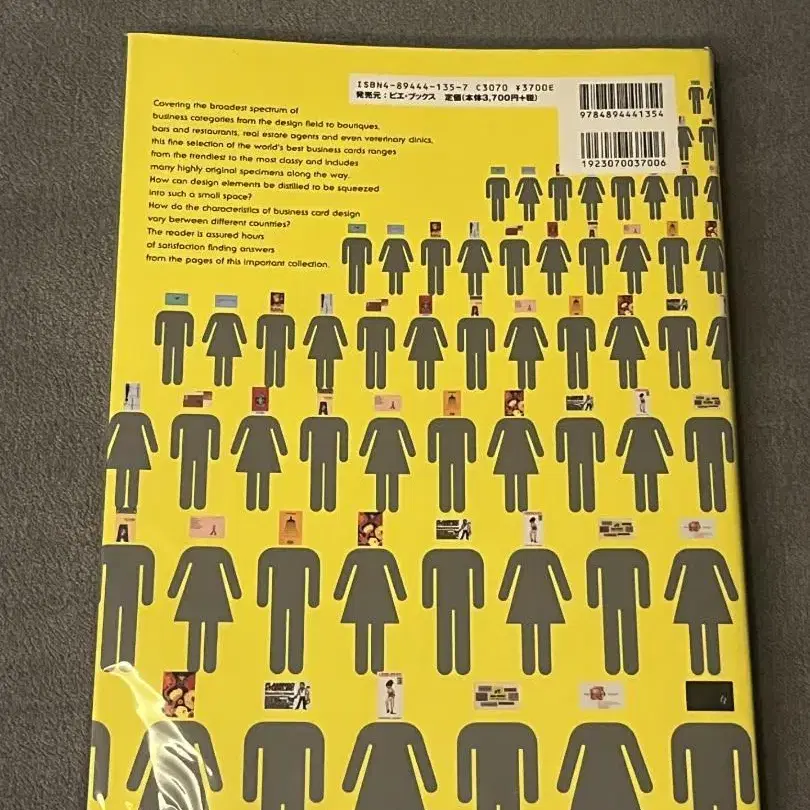 ISBN4-89444-135-7 C3070 ¥3700E
発売元：ピエ・ブックス 定価(本体3,700円+税)
9784894441354
1923070037006
Covering the broadest spectrum of
business categories from the design field to boutiques,
bars and restaurants, real estate agents and even veterinary clinics,
this fine selection of the world's best business cards ranges
from the trendiest to the most classy and includes
many highly original specimens along the way.
How can design elements be distilled to be squeezed
into such a small space?
How do the characteristics of business card design
vary berween different countries?
The reader is assured hours
of satisfaction finding answers
from the pages of this important collection.